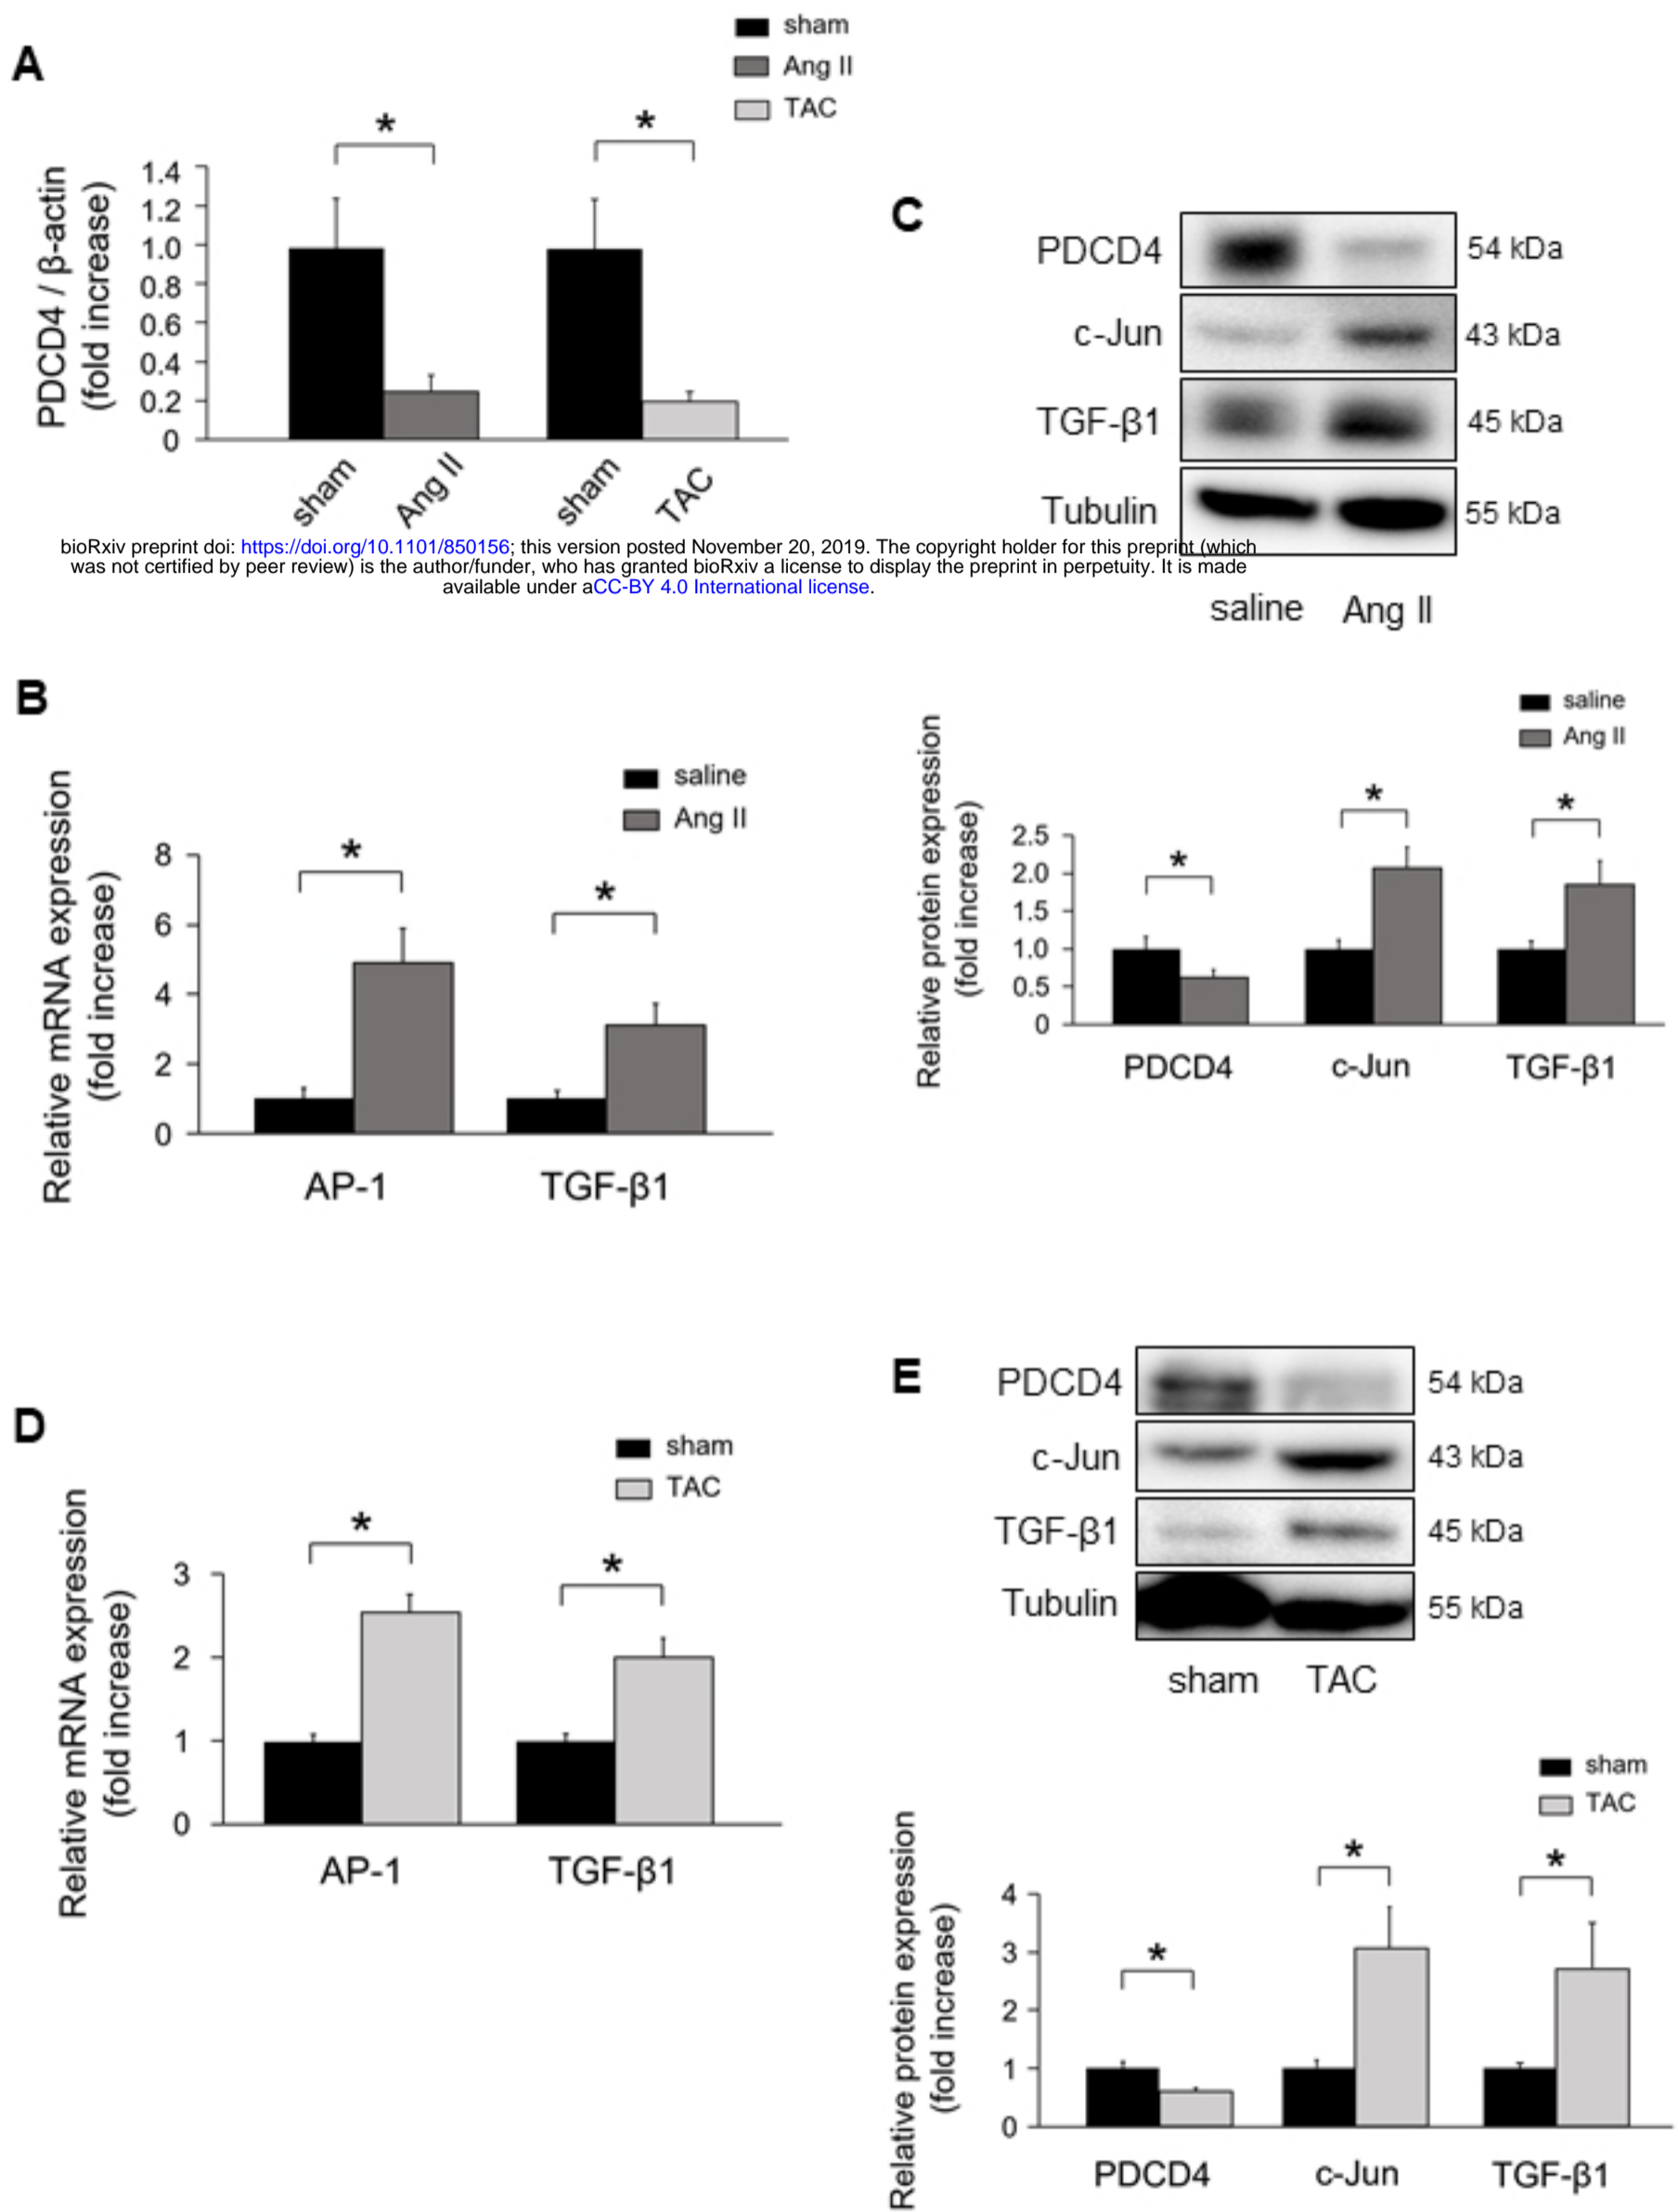 A
sham
Ang II
TAC
*
*
PDCD4 / β-actin
(fold increase)
1.4
1.2
1.0
0.8
0.6
0.4
0.2
0
sham
Ang II
sham
TAC
C
PDCD4
54 kDa
c-Jun
43 kDa
TGF-β1
45 kDa
Tubulin
55 kDa
saline Ang II
bioRxiv preprint doi: https://doi.org/10.1101/850156; this version posted November 20, 2019. The copyright holder for this preprint (which
was not certified by peer review) is the author/funder, who has granted bioRxiv a license to display the preprint in perpetuity. It is made
available under aCC-BY 4.0 International license.
B
saline
Ang II
*
*
Relative mRNA expression
(fold increase)
8
6
4
2
0
AP-1 TGF-β1
saline
Ang II
*
*
*
Relative protein expression
(fold increase)
2.5
2.0
1.5
1.0
0.5
0
PDCD4 c-Jun TGF-β1
D
sham
TAC
*
*
Relative mRNA expression
(fold increase)
3
2
1
0
AP-1 TGF-β1
E
PDCD4
54 kDa
c-Jun
43 kDa
TGF-β1
45 kDa
Tubulin
55 kDa
sham TAC
sham
TAC
*
*
*
Relative protein expression
(fold increase)
4
3
2
1
0
PDCD4 c-Jun TGF-β1